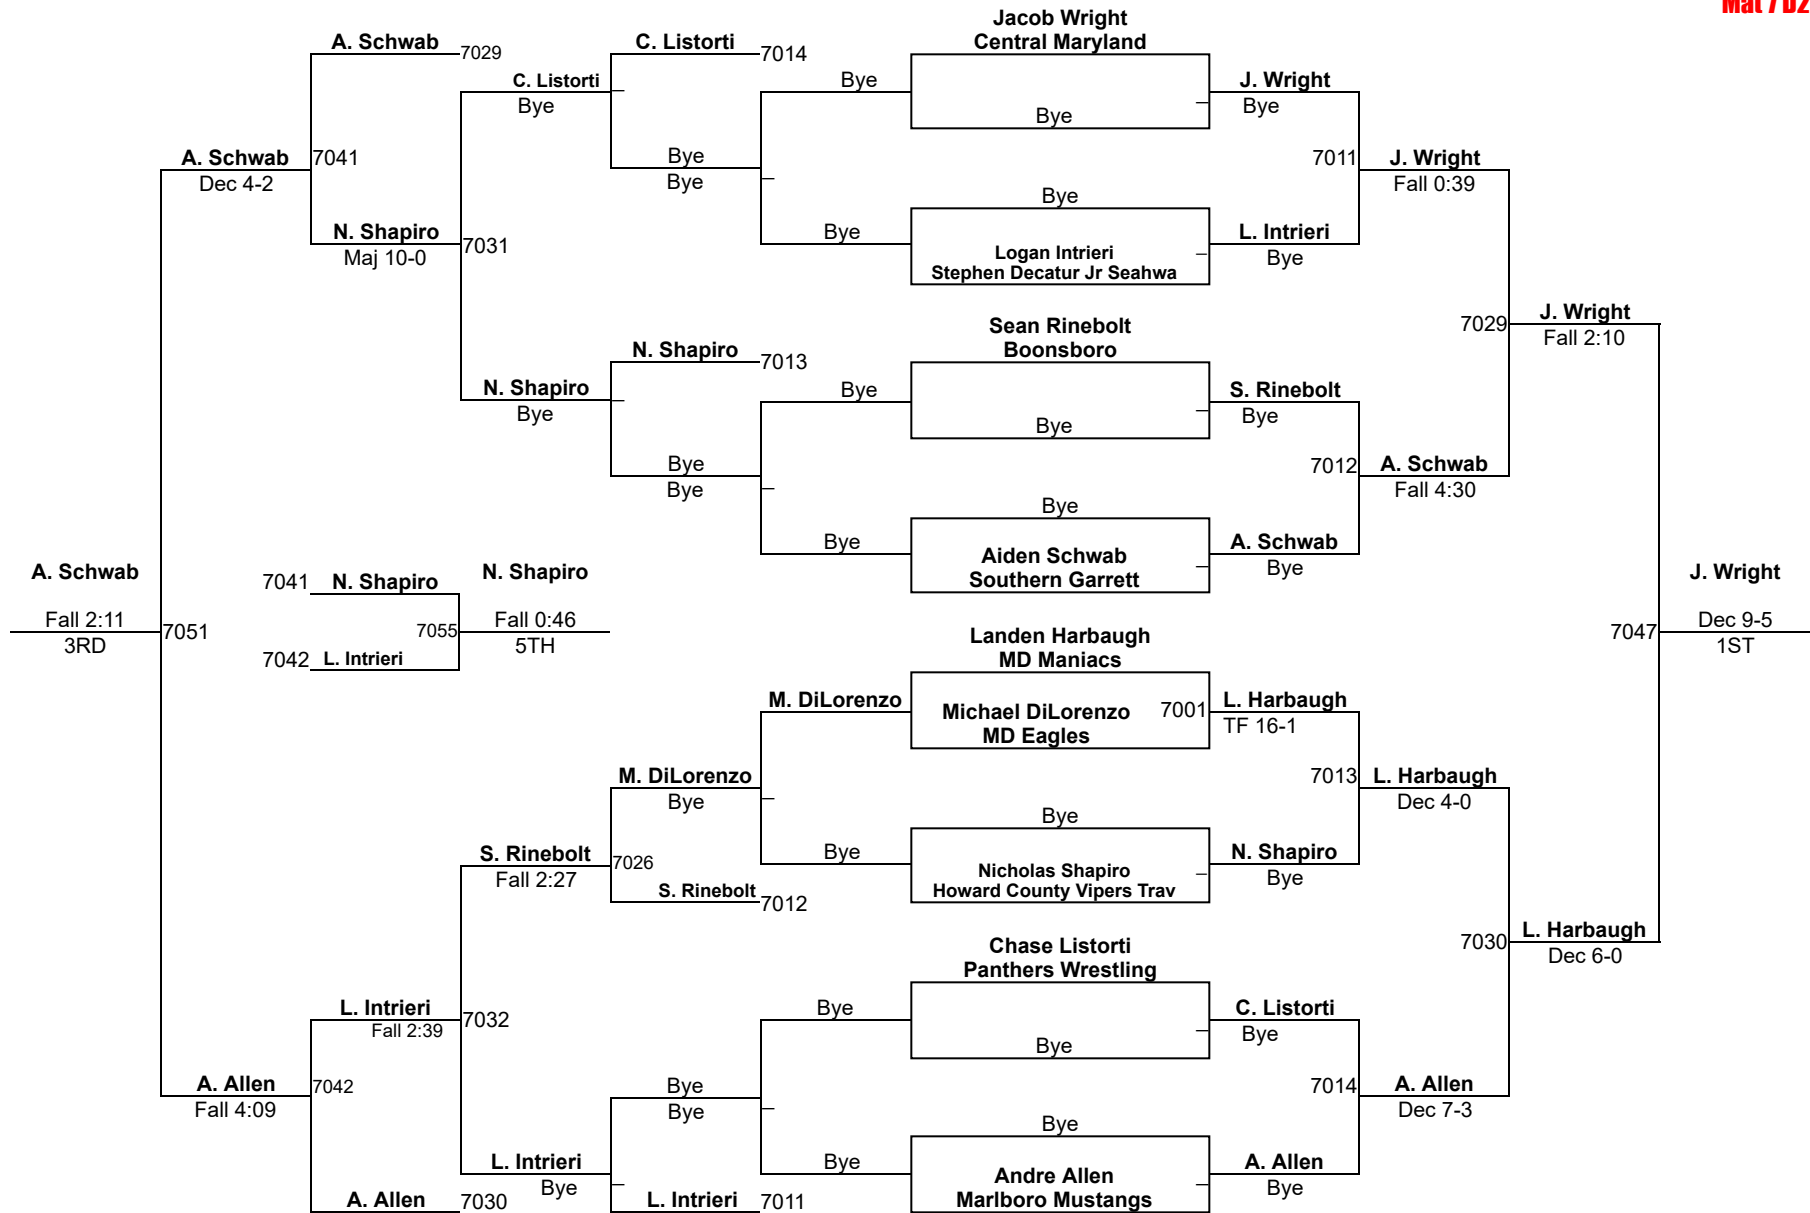 Mat 7 D2
Jacob Wright
Central Maryland
A. Schwab 7029
C. Listorti 7014
C. Listorti
Bye
Bye
Bye
J. Wright
Bye
A. Schwab
Dec 4-2
7041
Bye
Bye
7011
J. Wright
Fall 0:39
Bye
N. Shapiro
Maj 10-0
7031
Bye
Logan Intrieri
Stephen Decatur Jr Seahwa
L. Intrieri
Bye
Sean Rinebolt
Boonsboro
7029
J. Wright
Fall 2:10
N. Shapiro 7013
N. Shapiro
Bye
Bye
Bye
S. Rinebolt
Bye
Bye
Bye
7012
A. Schwab
Fall 4:30
Bye
Bye
Aiden Schwab
Southern Garrett
A. Schwab
Bye
A. Schwab
Fall 2:11
3RD
7051
7041 N. Shapiro
7042 L. Intrieri
7055
N. Shapiro
Fall 0:46
5TH
7047
J. Wright
Dec 9-5
1ST
Landen Harbaugh
MD Maniacs
M. DiLorenzo
Michael DiLorenzo
MD Eagles
7001
L. Harbaugh
TF 16-1
M. DiLorenzo
Bye
7013
L. Harbaugh
Dec 4-0
Bye
S. Rinebolt
Fall 2:27
7026
Bye
Nicholas Shapiro
Howard County Vipers Trav
N. Shapiro
Bye
S. Rinebolt 7012
Chase Listorti
Panthers Wrestling
7030
L. Harbaugh
Dec 6-0
L. Intrieri
Fall 2:39
7032
Bye
Bye
C. Listorti
Bye
A. Allen
Fall 4:09
7042
Bye
Bye
7014
A. Allen
Dec 7-3
Bye
L. Intrieri
Bye
Bye
Andre Allen
Marlboro Mustangs
A. Allen
Bye
A. Allen 7030
L. Intrieri 7011